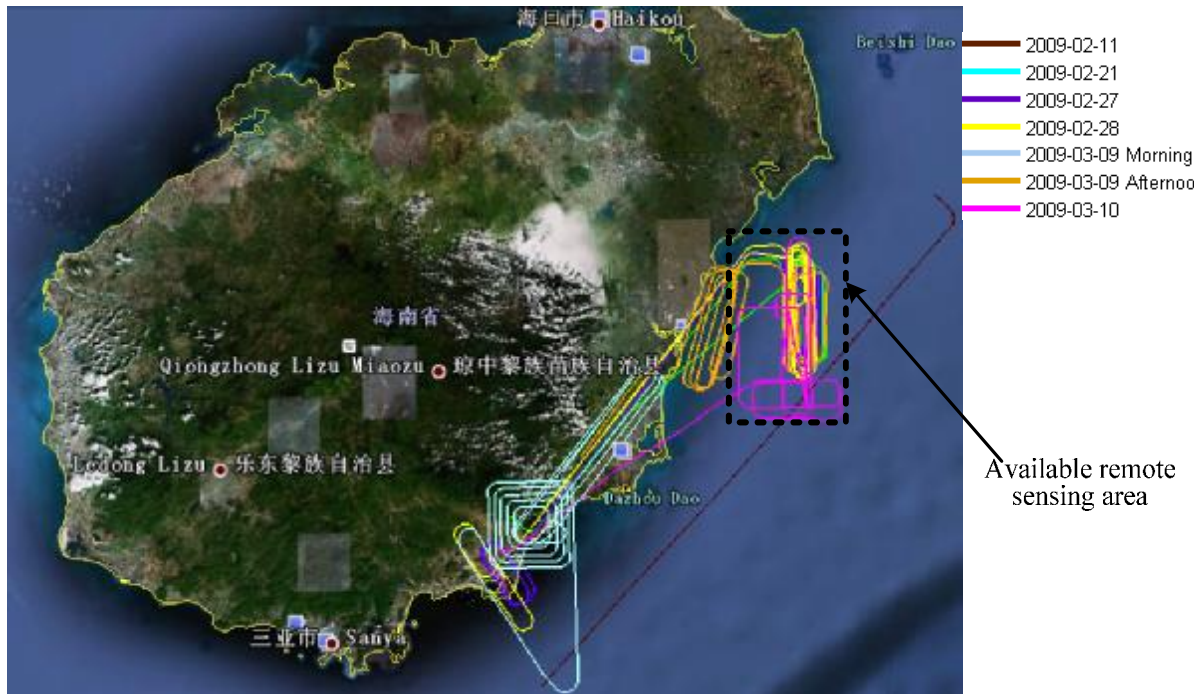 海口市 Haikou
Beishi Dao
2009-02-11
2009-02-21
2009-02-27
2009-02-28
2009-03-09 Morning
2009-03-09 Afternoo
2009-03-10
海南省
Qiongzhong Lizu Miaozu 琼中黎族苗族自治县
Ledong Lizu 乐东黎族自治县
Dazhou Dao
三亚市 Sanya
Available remote
sensing area